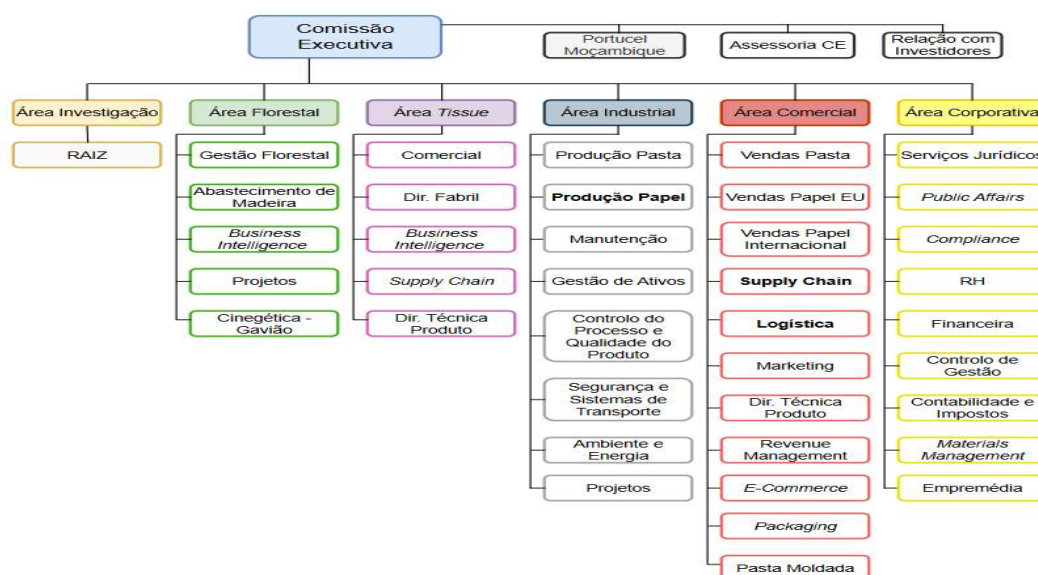 Comissão
Executiva
Portucel
Moçambique
Assessoria CE
Relação com
Investidores
Área Investigação
RAIZ
Área Florestal
Gestão Florestal
Abastecimento de
Madeira
Business
Intelligence
Projetos
Cinegética -
Gavião
Área Tissue
Comercial
Dir. Fabril
Business
Intelligence
Supply Chain
Dir. Técnica
Produto
Área Industrial
Produção Pasta
Produção Papel
Manutenção
Gestão de Ativos
Controlo do
Processo e
Qualidade do
Produto
Segurança e
Sistemas de
Transporte
Ambiente e
Energia
Projetos
Área Comercial
Vendas Pasta
Vendas Papel EU
Vendas Papel
Internacional
Supply Chain
Logística
Marketing
Dir. Técnica
Produto
Revenue
Management
E-Commerce
Packaging
Pasta Moldada
Área Corporativa
Serviços Jurídicos
Public Affairs
Compliance
RH
Financeira
Controlo de
Gestão
Contabilidade e
Impostos
Materials
Management
Empremédia